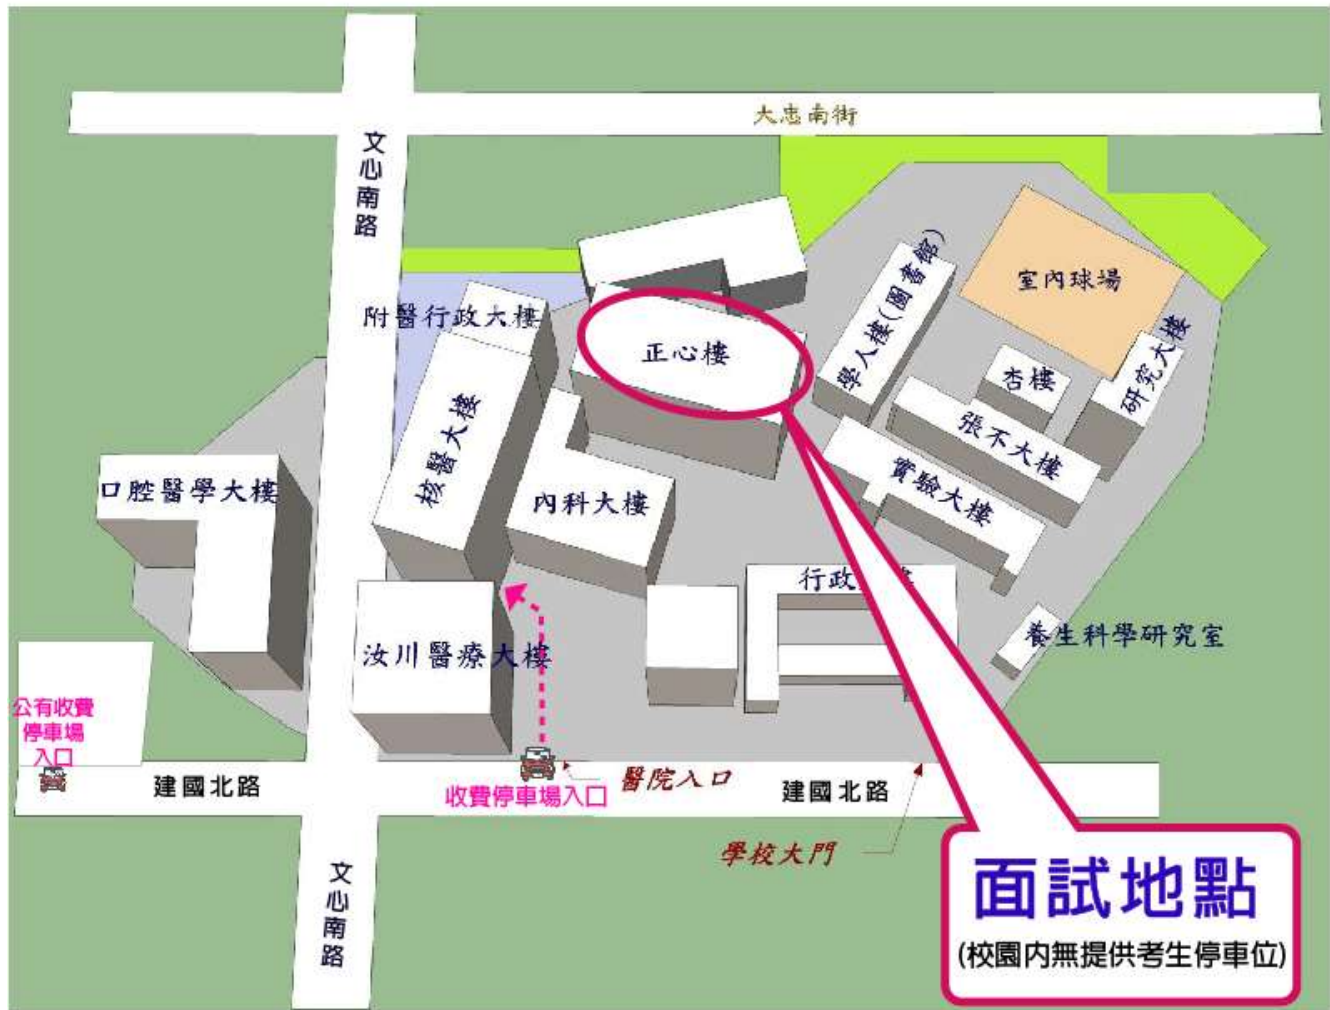 大忠南街
文心南路
學人樓(圖書館)
室內球場
附醫行政大樓
正心樓
研究大樓
杏樓
核醫大樓
張不大樓
口腔醫學大樓
內科大樓
實驗大樓
行政
養生科學研究室
汝川醫療大樓
公有收費
停車場
入口
醫院入口
建國北路
收費停車場入口
建國北路
學校大門
文心南路
面試地點
(校園內無提供考生停車位)